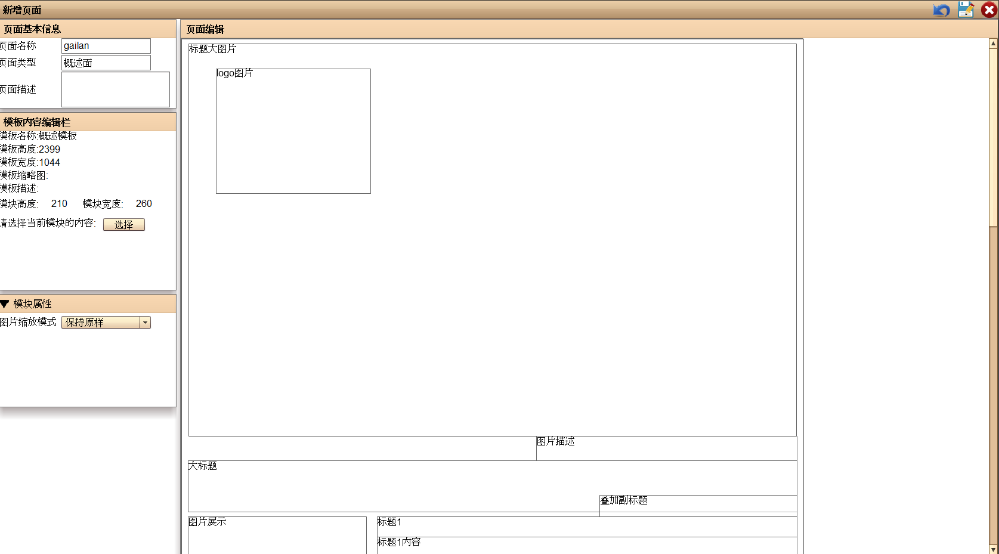 新增页面
页面基本信息
页面名称 gailan
页面类型 概述面
页面描述
模板内容编辑栏
模板名称:概述模板
模板高度:2399
模板宽度:1044
模板缩略图:
模板描述:
模块高度: 210 模块宽度: 260
请选择当前模块的内容: 选择
模块属性
图片缩放模式 保持原样
页面编辑
标题大图片
logo图片
图片描述
大标题
叠加副标题
图片展示
标题1
标题1内容